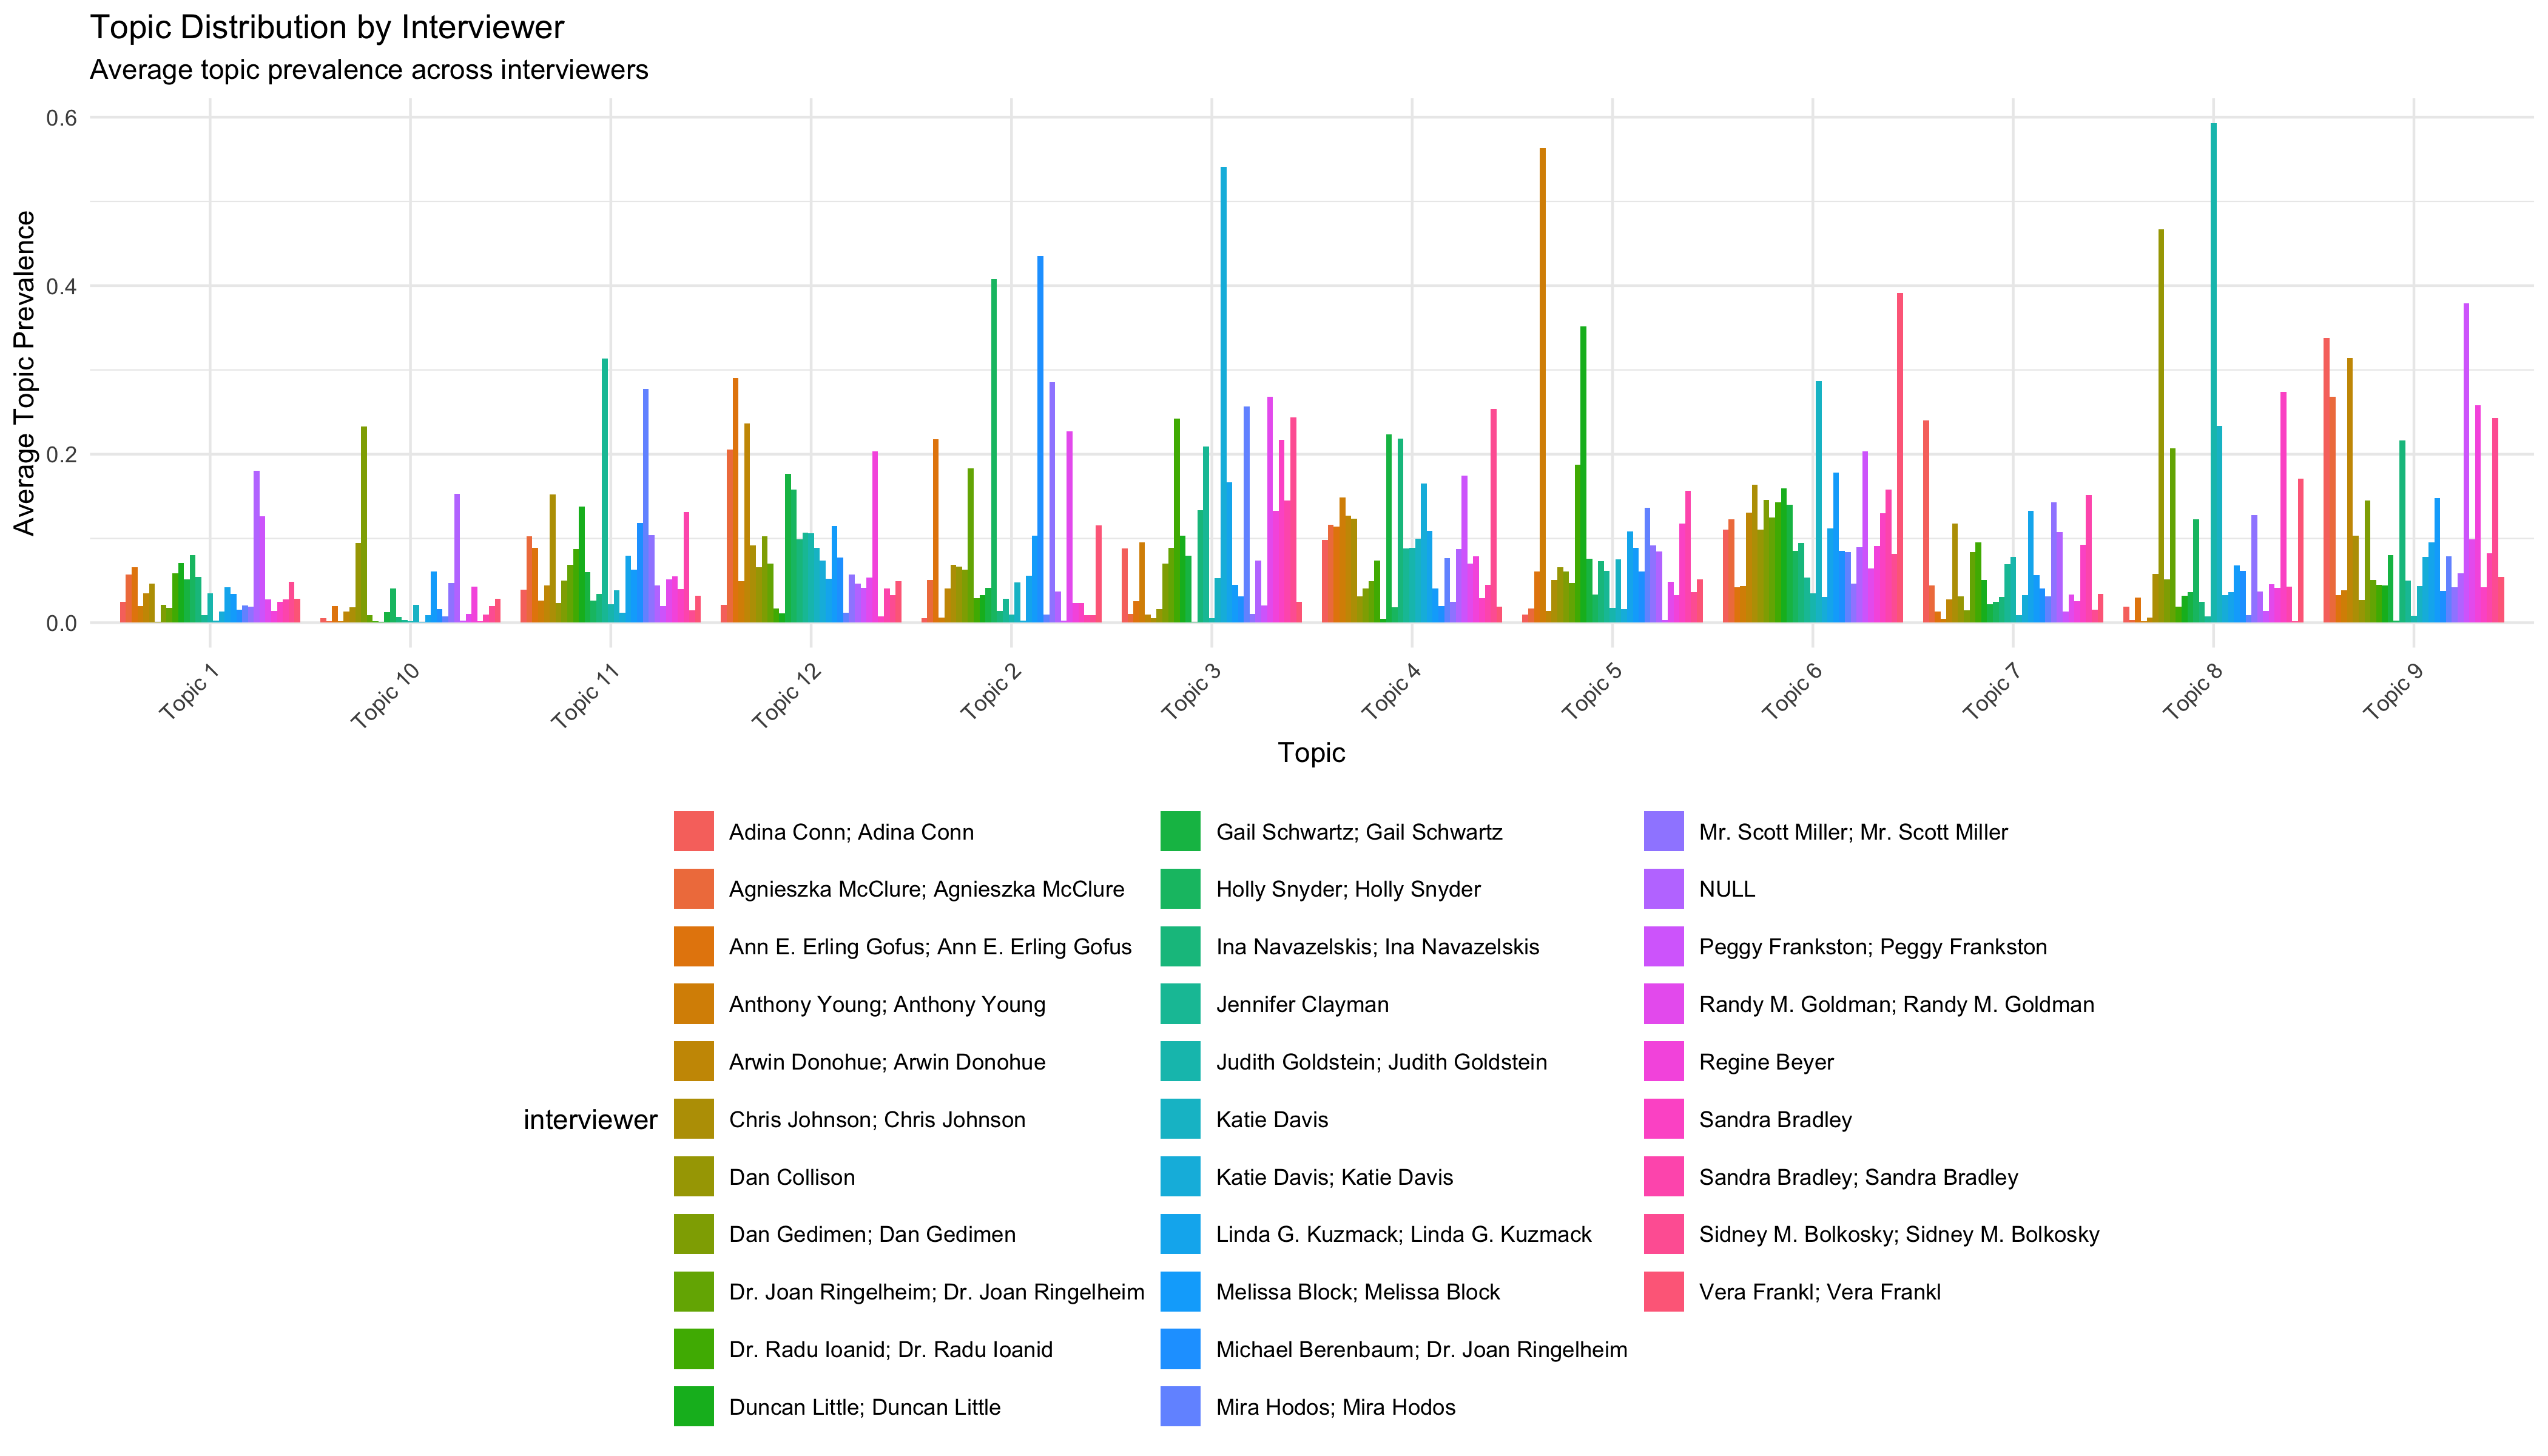 Topic Distribution by Interviewer
Average topic prevalence across interviewers
Average Topic Prevalence
0.6
0.4
0.2
0.0
Topic 1
Topic 10
Topic 11
Topic 12
Topic 2
Topic 3
Topic 4
Topic 5
Topic 6
Topic 7
Topic 8
Topic 9
Topic
interviewer
Adina Conn; Adina Conn
Agnieszka McClure; Agnieszka McClure
Ann E. Erling Gofus; Ann E. Erling Gofus
Anthony Young; Anthony Young
Arwin Donohue; Arwin Donohue
Chris Johnson; Chris Johnson
Dan Collison
Dan Gedimen; Dan Gedimen
Dr. Joan Ringelheim; Dr. Joan Ringelheim
Dr. Radu Ioanid; Dr. Radu Ioanid
Duncan Little; Duncan Little
Gail Schwartz; Gail Schwartz
Holly Snyder; Holly Snyder
Ina Navazelskis; Ina Navazelskis
Jennifer Clayman
Judith Goldstein; Judith Goldstein
Katie Davis
Katie Davis; Katie Davis
Linda G. Kuzmack; Linda G. Kuzmack
Melissa Block; Melissa Block
Michael Berenbaum; Dr. Joan Ringelheim
Mira Hodos; Mira Hodos
Mr. Scott Miller; Mr. Scott Miller
NULL
Peggy Frankston; Peggy Frankston
Randy M. Goldman; Randy M. Goldman
Regine Beyer
Sandra Bradley
Sandra Bradley; Sandra Bradley
Sidney M. Bolkosky; Sidney M. Bolkosky
Vera Frankl; Vera Frankl